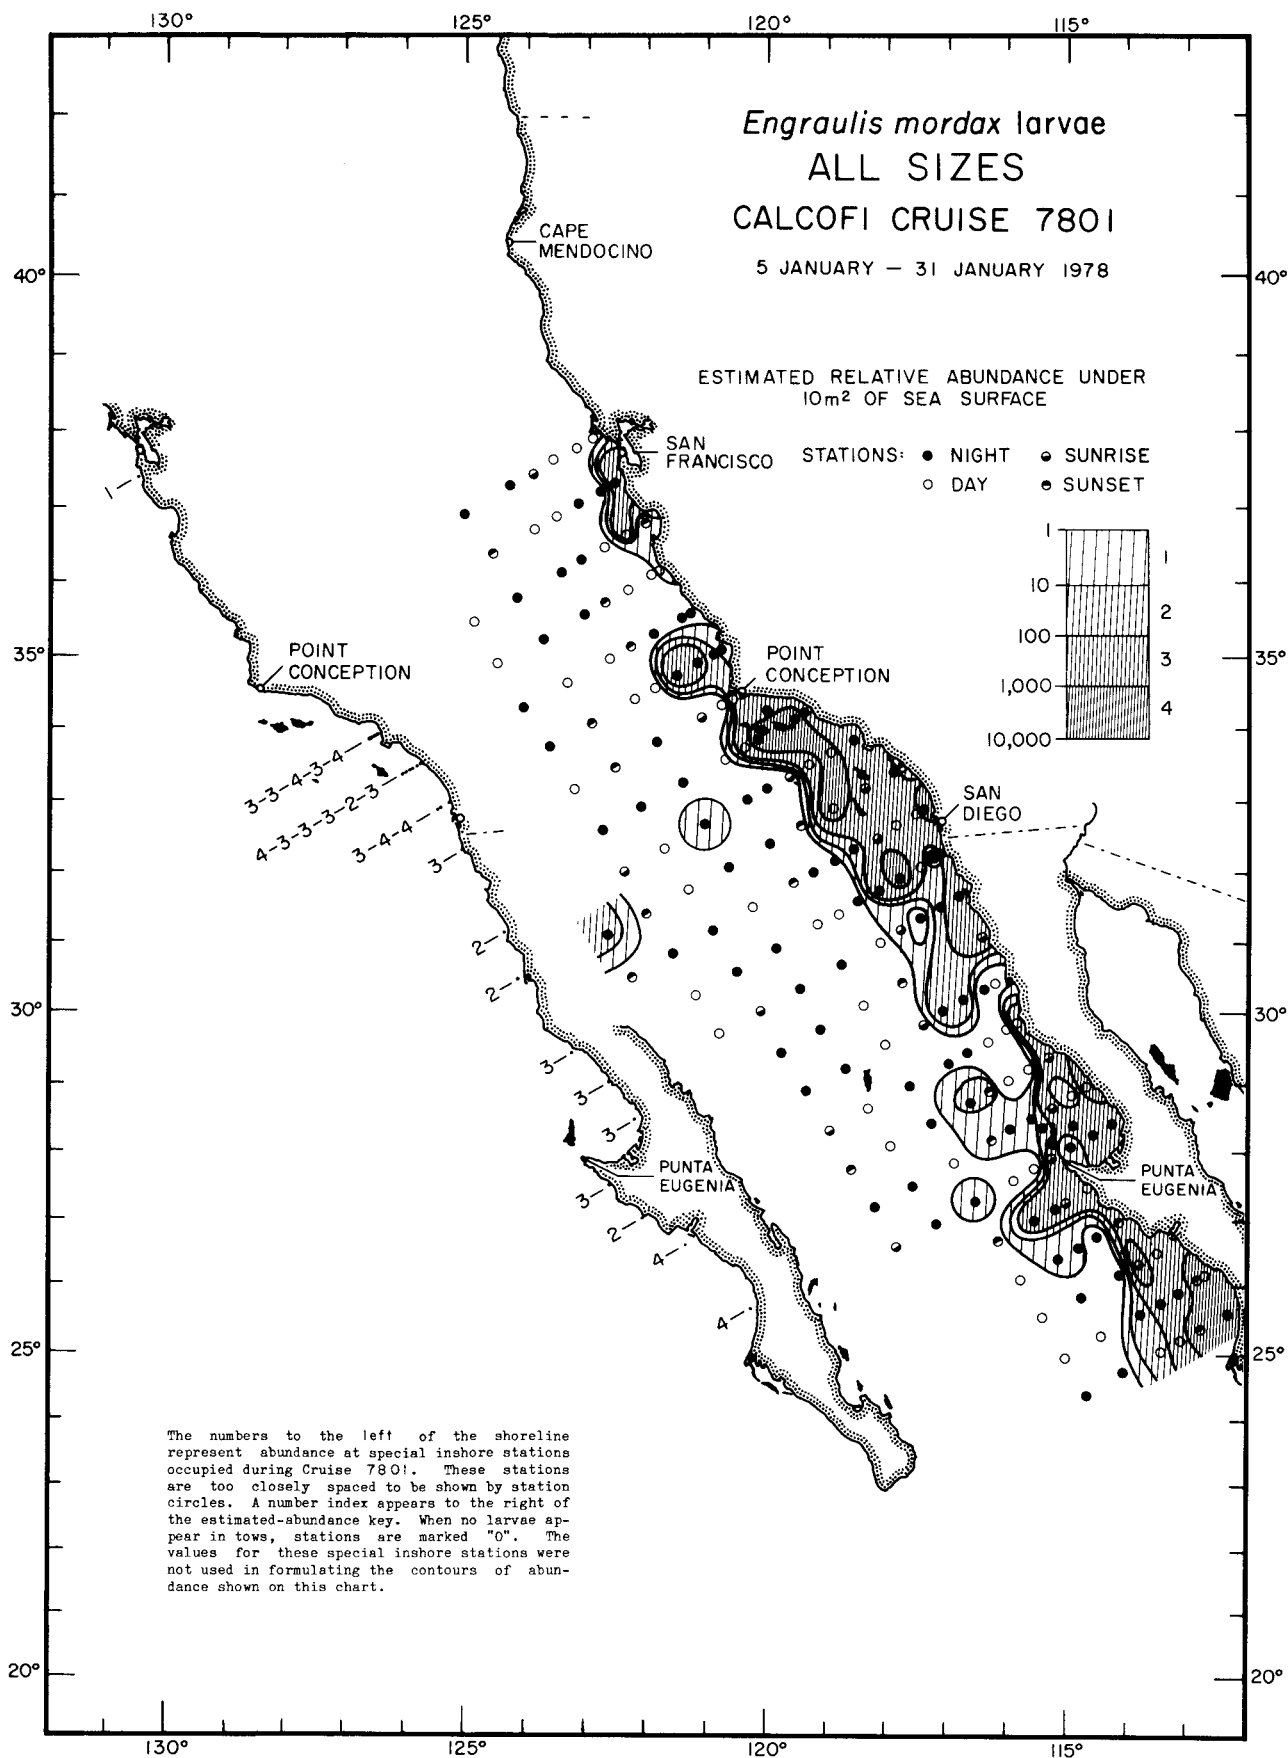 130° 125° 120° 115°
Engraulis mordax larvae
ALL SIZES
CALCOFI CRUISE 7801
5 JANUARY – 31 JANUARY 1978
CAPE
MENDOCINO
40° 40°
ESTIMATED RELATIVE ABUNDANCE UNDER
10m² OF SEA SURFACE
SAN
FRANCISCO
STATIONS: ● NIGHT SUNRISE
○ DAY SUNSET
1
1
1
10
2
100
3
1,000
4
10,000
POINT
CONCEPTION
35° 35°
POINT
CONCEPTION
3-3-4-3-4
4-3-3-3-2-3
3-4-4
3
SAN
DIEGO
2
2
30° 30°
3
3
3
PUNTA
EUGENIA
PUNTA
EUGENIA
3
2
4
4
25° 25°
The numbers to the left of the shoreline
represent abundance at special inshore stations
occupied during Cruise 7801. These stations
are too closely spaced to be shown by station
circles. A number index appears to the right of
the estimated-abundance key. When no larvae ap-
pear in tows, stations are marked "0". The
values for these special inshore stations were
not used in formulating the contours of abun-
dance shown on this chart.
20° 20°
130° 125° 120° 115°